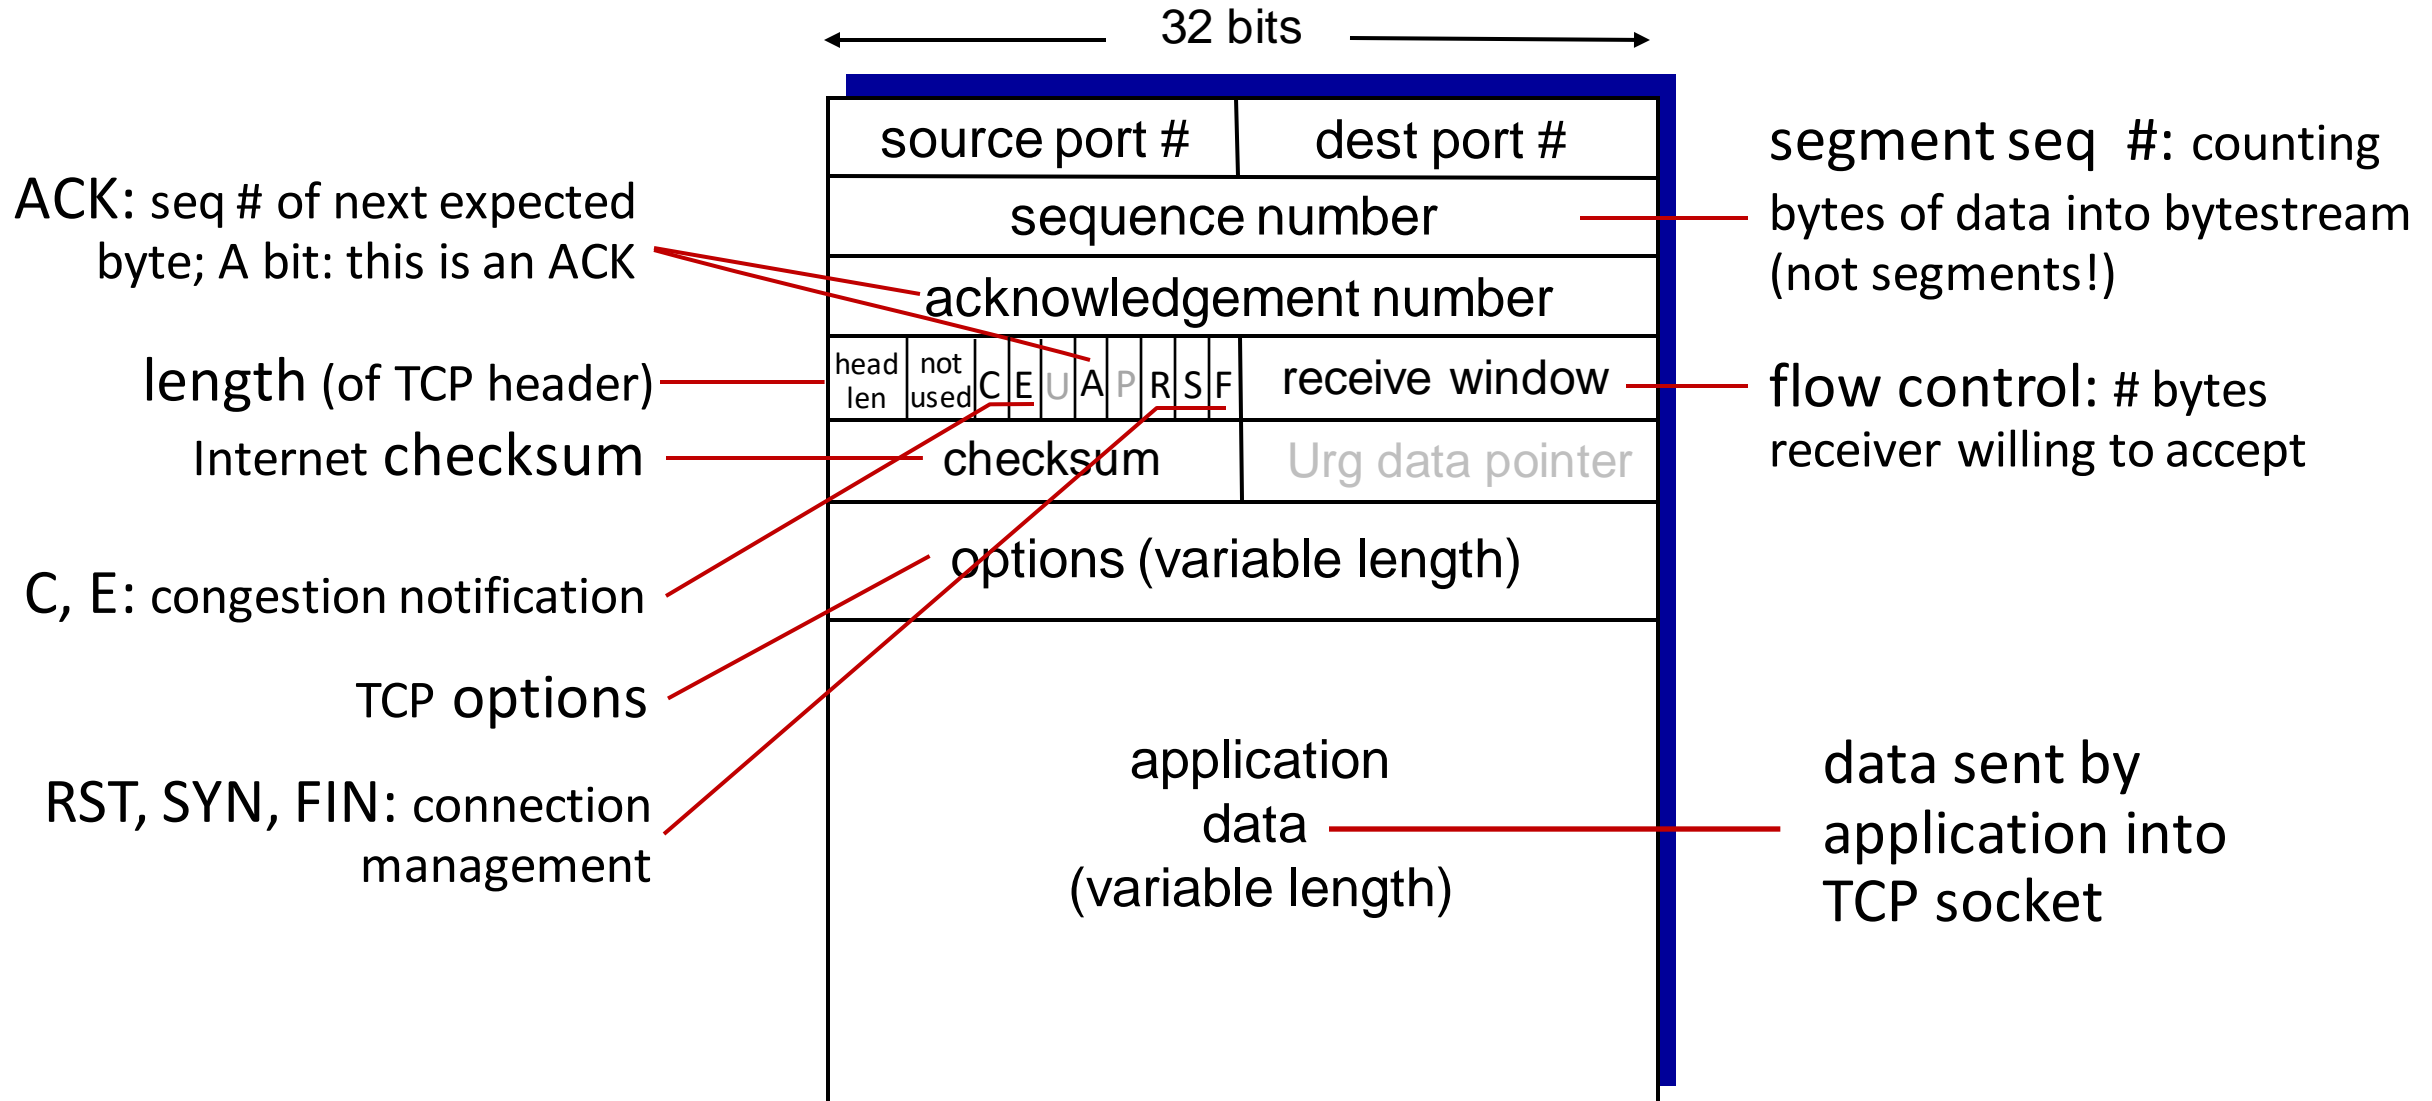 32 bits
source port #
dest port #
sequence number
acknowledgement number
head
len
not
used
C
E
U
A
P
R
S
F
receive window
checksum
Urg data pointer
options (variable length)
application
data
(variable length)
ACK: seq # of next expected
byte; A bit: this is an ACK
length (of TCP header)
Internet checksum
C, E: congestion notification
TCP options
RST, SYN, FIN: connection
management
segment seq #: counting
bytes of data into bytestream
(not segments!)
flow control: # bytes
receiver willing to accept
data sent by
application into
TCP socket